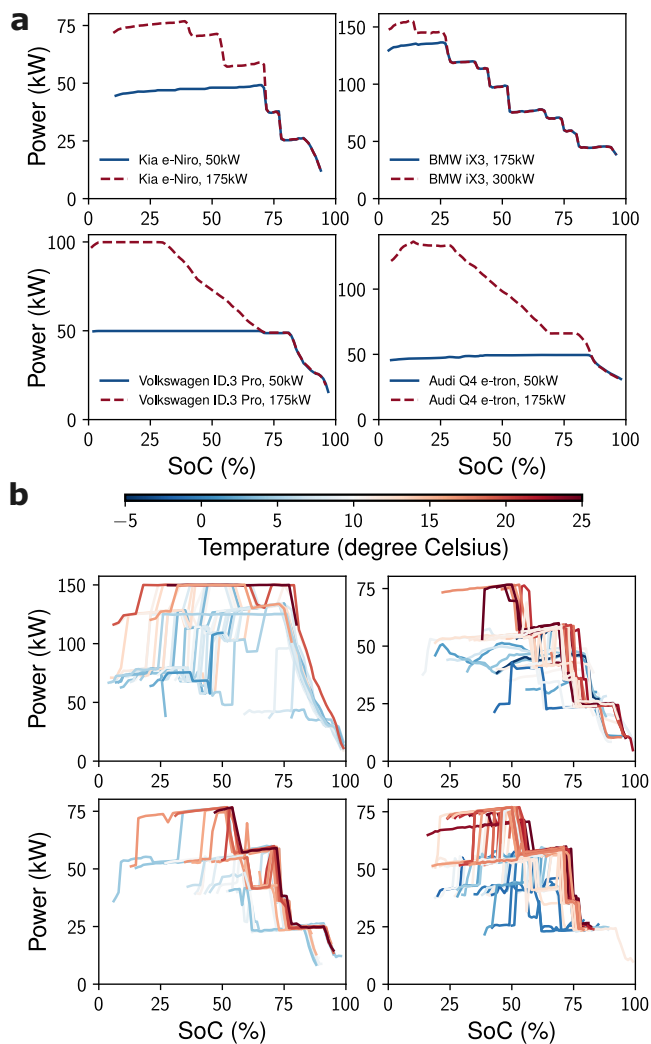 a
75
50
25
0
Power (kW)
Kia e-Niro, 50kW
Kia e-Niro, 175kW
0 25 50 75 100
150
100
50
0
BMW iX3, 175kW
BMW iX3, 300kW
0 25 50 75 100
100
50
0
Power (kW)
Volkswagen ID.3 Pro, 50kW
Volkswagen ID.3 Pro, 175kW
0 25 50 75 100
SoC (%)
100
50
0
Audi Q4 e-tron, 50kW
Audi Q4 e-tron, 175kW
0 25 50 75 100
SoC (%)
b
−5 0 5 10 15 20 25
Temperature (degree Celsius)
150
100
50
0
Power (kW)
0 25 50 75 100
75
50
25
0
0 25 50 75 100
75
50
25
0
Power (kW)
0 25 50 75 100
SoC (%)
75
50
25
0
0 25 50 75 100
SoC (%)